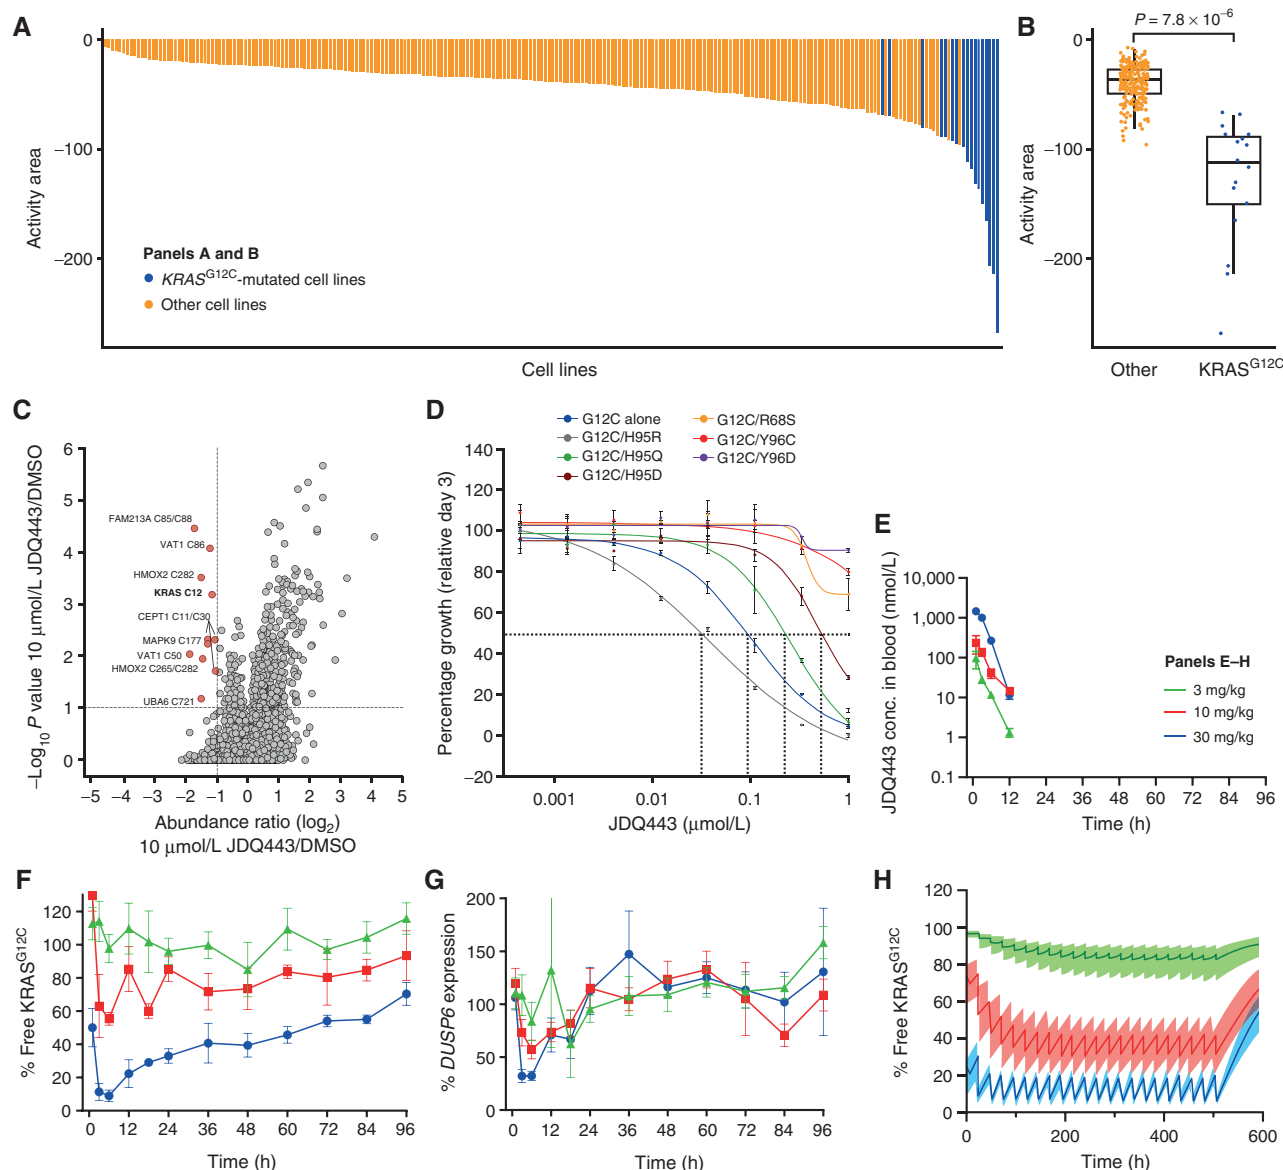 A
0
−100
−200
Activity area
Panels A and B
KRAS^G12C-mutated cell lines
Other cell lines
Cell lines
B
P = 7.8 × 10^−6
0
−100
−200
Activity area
Other KRAS^G12C
C
−Log10 P value 10 μmol/L JDQ443/DMSO
6
5
4
3
2
1
0
FAM213A C85/C88
VAT1 C86
HMOX2 C282
KRAS C12
CEPT1 C11/C30
MAPK9 C177
VAT1 C50
HMOX2 C265/C282
UBA6 C721
−5 −4 −3 −2 −1 0 1 2 3 4 5
Abundance ratio (log2)
10 μmol/L JDQ443/DMSO
D
G12C alone
G12C/H95R
G12C/H95Q
G12C/H95D
G12C/R68S
G12C/Y96C
G12C/Y96D
Percentage growth (relative day 3)
140
120
100
80
60
40
20
0
−20
0.001 0.01 0.1 1
JDQ443 (μmol/L)
E
JDQ443 conc. in blood (nmol/L)
10,000
1,000
100
10
1
0.1
0 12 24 36 48 60 72 84 96
Time (h)
Panels E–H
3 mg/kg
10 mg/kg
30 mg/kg
F
% Free KRAS^G12C
120
100
80
60
40
20
0
0 12 24 36 48 60 72 84 96
Time (h)
G
% DUSP6 expression
200
150
100
50
0
0 12 24 36 48 60 72 84 96
Time (h)
H
% Free KRAS^G12C
120
100
80
60
40
20
0
0 200 400 600
Time (h)